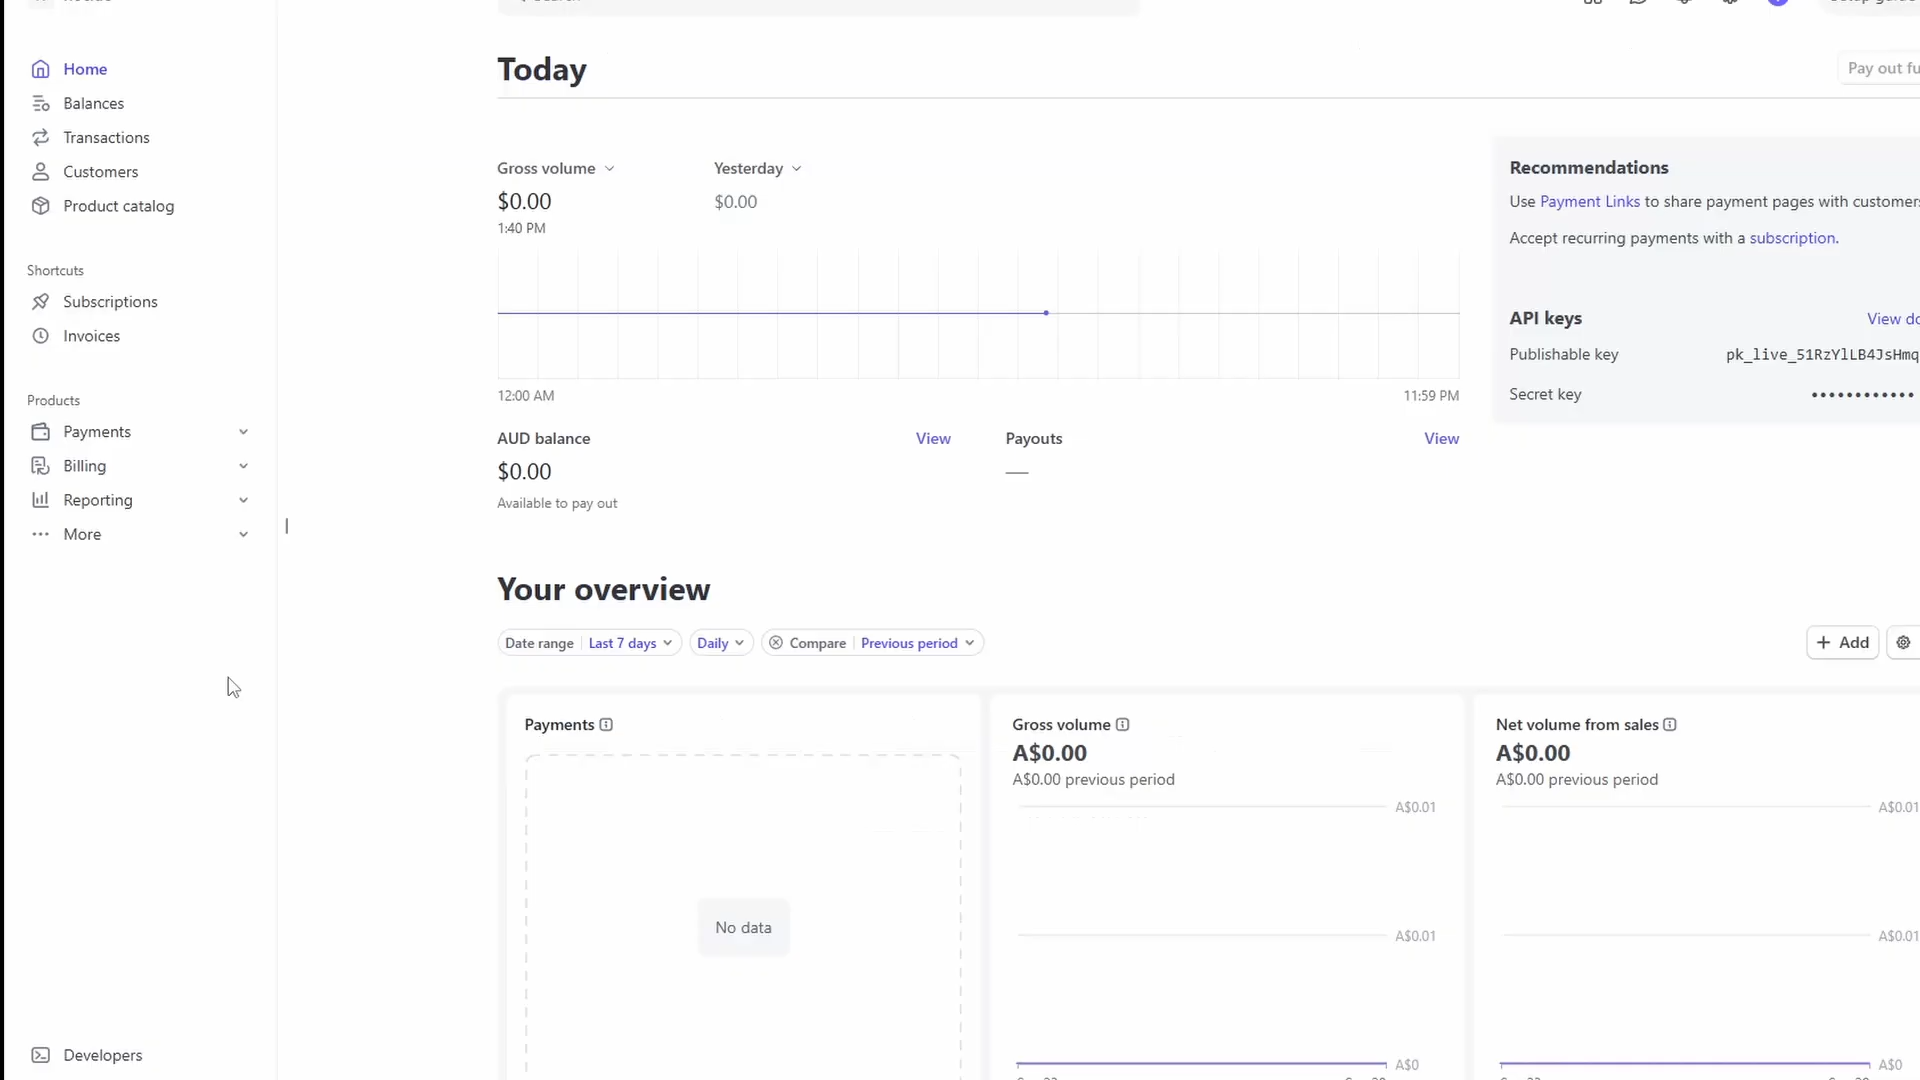 Home
Balances
Transactions
Customers
Product catalog
Shortcuts
Subscriptions
Invoices
Products
Payments
Billing
Reporting
More
Developers
Today
Pay out fu
Gross volume
$0.00
1:40 PM
Yesterday
$0.00
12:00 AM
11:59 PM
AUD balance
View
$0.00
Available to pay out
Payouts
View
—
Recommendations
Use Payment Links to share payment pages with customers
Accept recurring payments with a subscription.
API keys
View do
Publishable key
pk_live_51RzYlLB4JsHmq
Secret key
••••••••••••
Your overview
Date range Last 7 days
Daily
Compare Previous period
+ Add
Payments
No data
Gross volume
A$0.00
A$0.00 previous period
A$0.01
A$0.01
A$0
Net volume from sales
A$0.00
A$0.00 previous period
A$0.01
A$0.01
A$0